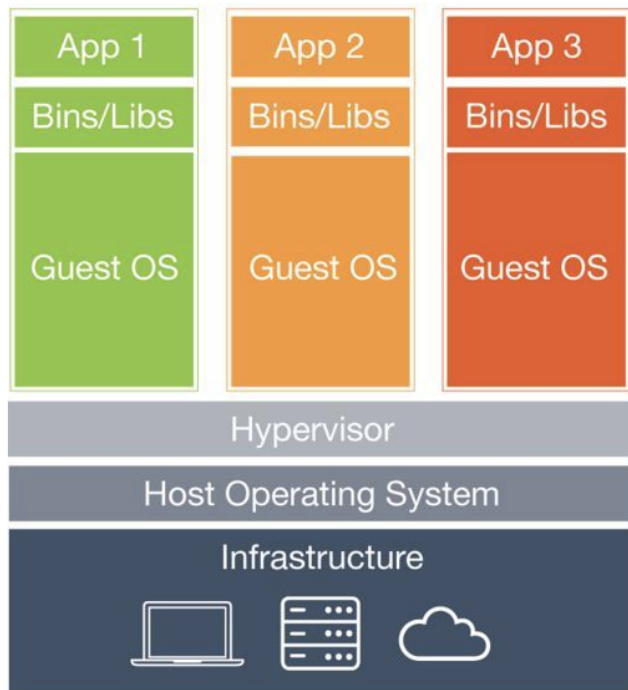 App 1
Bins/Libs
Guest OS
App 2
Bins/Libs
Guest OS
App 3
Bins/Libs
Guest OS
Hypervisor
Host Operating System
Infrastructure